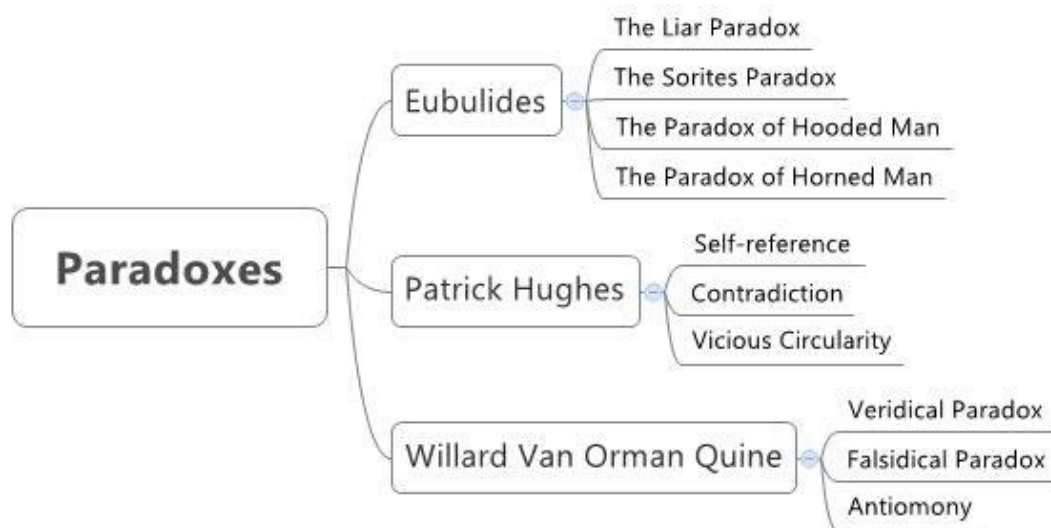 Paradoxes
Eubulides
The Liar Paradox
The Sorites Paradox
The Paradox of Hooded Man
The Paradox of Horned Man
Patrick Hughes
Self-reference
Contradiction
Vicious Circularity
Willard Van Orman Quine
Veridical Paradox
Falsidical Paradox
Antiomony